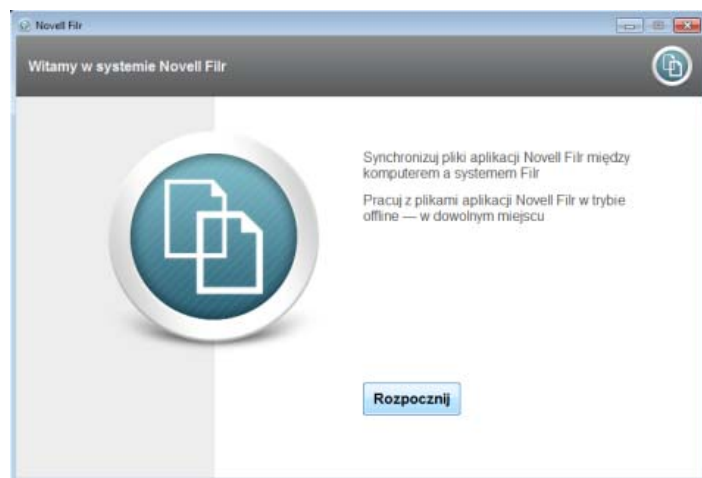 Novell Filr
Witamy w systemie Novell Filr
Synchronizuj pliki aplikacji Novell Filr między
komputerem a systemem Filr
Pracuj z plikami aplikacji Novell Filr w trybie
offline — w dowolnym miejscu
Rozpocznij